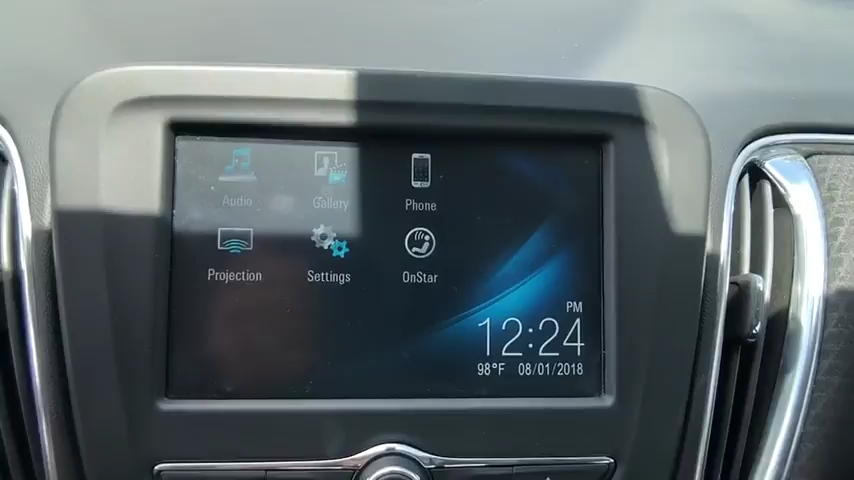 Audio
Gallery
Phone
Projection
Settings
OnStar
PM
12:24
98°F 08/01/2018